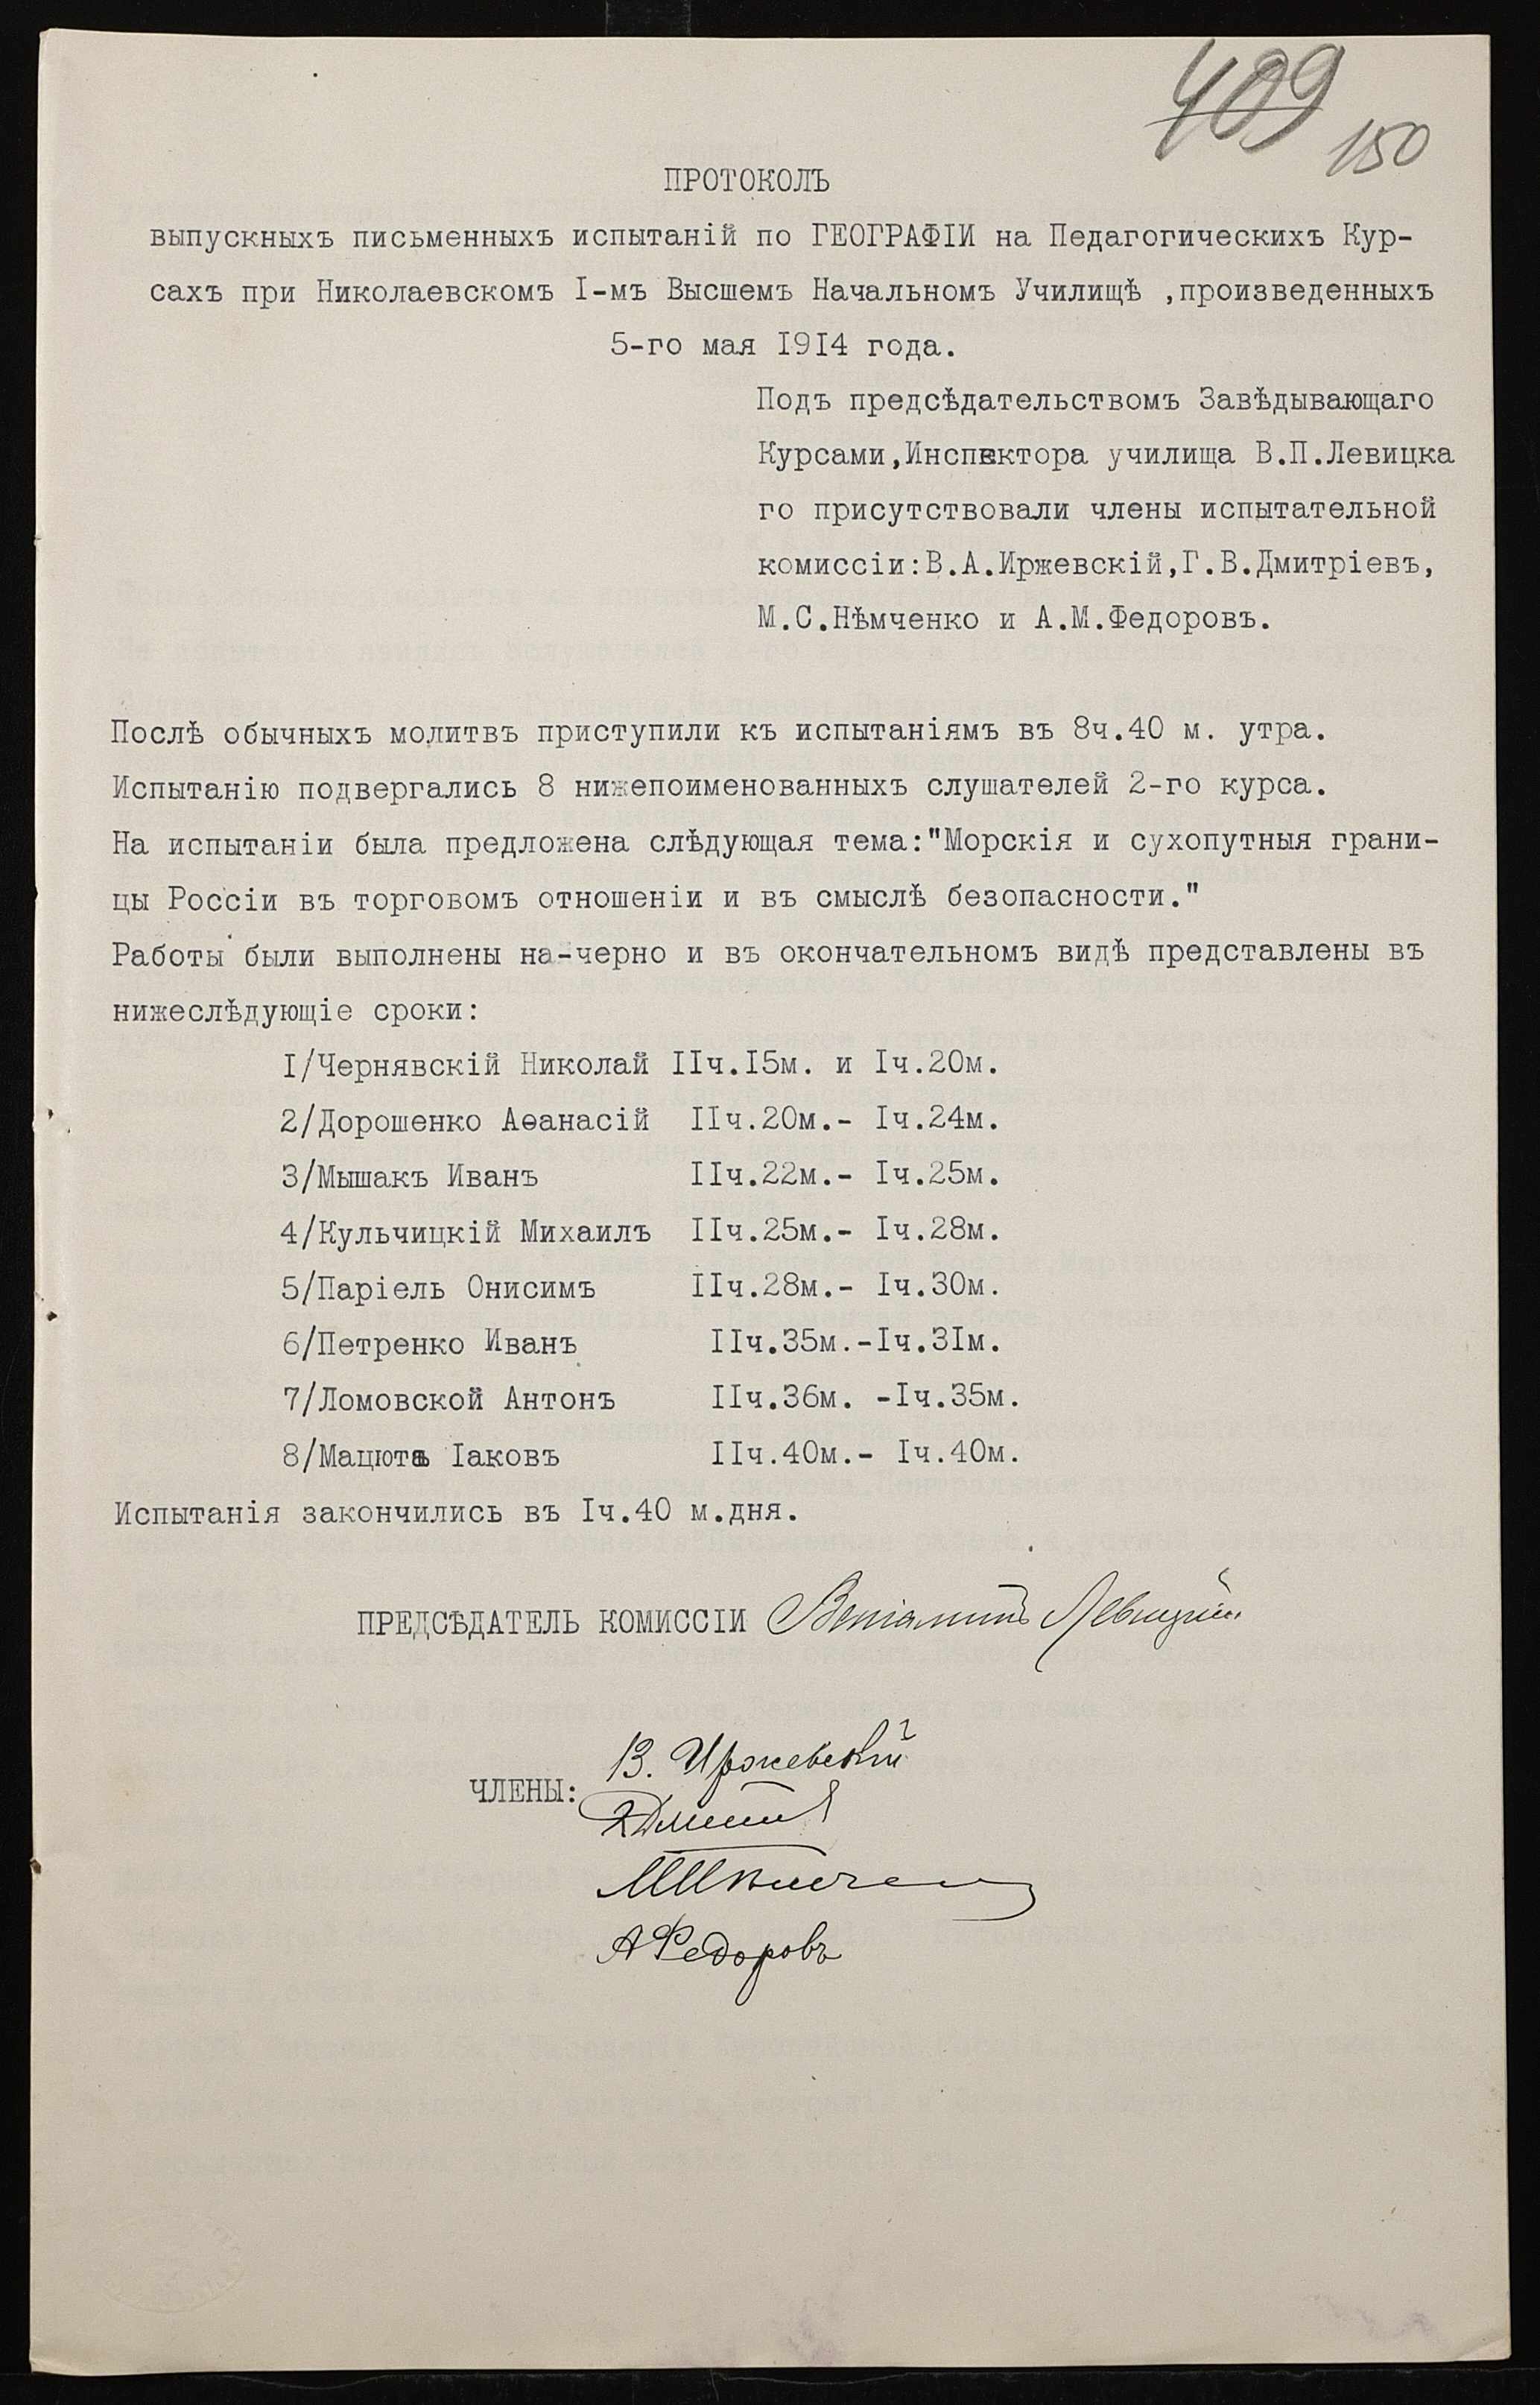 409
150
ПРОТОКОЛЪ
выпускныхъ письменныхъ испытаній по ГЕОГРАФІИ на Педагогическихъ Кур-
сахъ при Николаевскомъ I-мъ Высшемъ Начальномъ Училищѣ ,произведенныхъ
5-го мая I9I4 года.
Подъ предсѣдательствомъ Завѣдывающаго
Курсами,Инспектора училища В.П.Левицка
го присутствовали члены испытательной
комиссіи:В.А.Иржевскій,Г.В.Дмитріевъ,
М.С.Нѣмченко и А.М.Федоровъ.
Послѣ обычныхъ молитвъ приступили къ испытаніямъ въ 8ч.40 м. утра.
Испытанію подвергались 8 нижепоименованныхъ слушателей 2-го курса.
На испытаніи была предложена слѣдующая тема:"Морскія и сухопутныя грани-
цы Россіи въ торговомъ отношеніи и въ смыслѣ безопасности."
Работы были выполнены на-черно и въ окончательномъ видѣ представлены въ
нижеслѣдующіе сроки:
I/Чернявскій Николай IIч.I5м. и Iч.20м.
2/Дорошенко Аѳанасій IIч.20м.- Iч.24м.
3/Мышакъ Иванъ IIч.22м.- Iч.25м.
4/Кульчицкій Михаилъ IIч.25м.- Iч.28м.
5/Паріель Онисимъ IIч.28м.- Iч.30м.
6/Петренко Иванъ IIч.35м.-Iч.3Iм.
7/Ломовской Антонъ IIч.36м. -Iч.35м.
8/Мацюта Іаковъ IIч.40м.- Iч.40м.
Испытанія закончились въ Iч.40 м.дня.
ПРЕДСѢДАТЕЛЬ КОМИССІИ Веніаминъ Левицкій
В. Иржевскій
ЧЛЕНЫ:
АФедоровъ